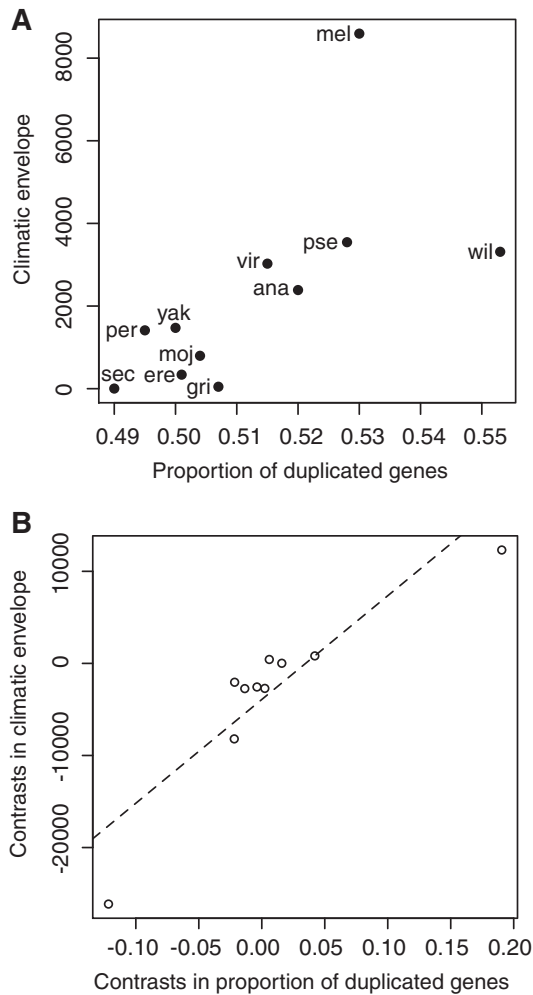 A
Climatic envelope
8000
6000
4000
2000
0
mel
pse
wil
vir
ana
yak
per
moj
sec
ere
gri
0.49 0.50 0.51 0.52 0.53 0.54 0.55
Proportion of duplicated genes
B
Contrasts in climatic envelope
10000
0
-10000
-20000
-0.10 -0.05 0.00 0.05 0.10 0.15 0.20
Contrasts in proportion of duplicated genes